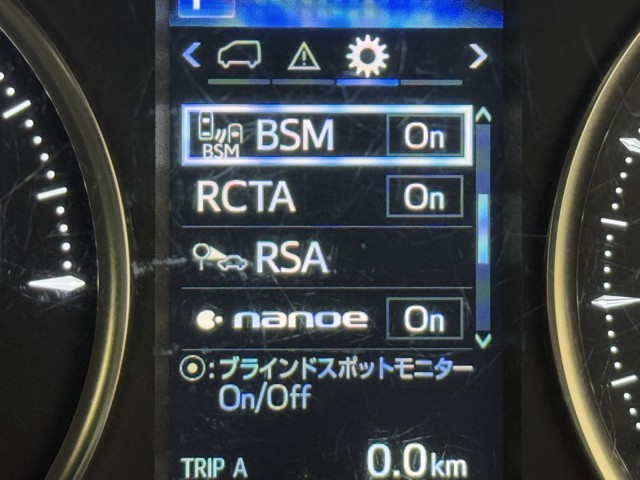 BSM BSM On
RCTA On
RSA
nanoe On
:ブラインドスポットモニター
On/Off
TRIP A 0.0km